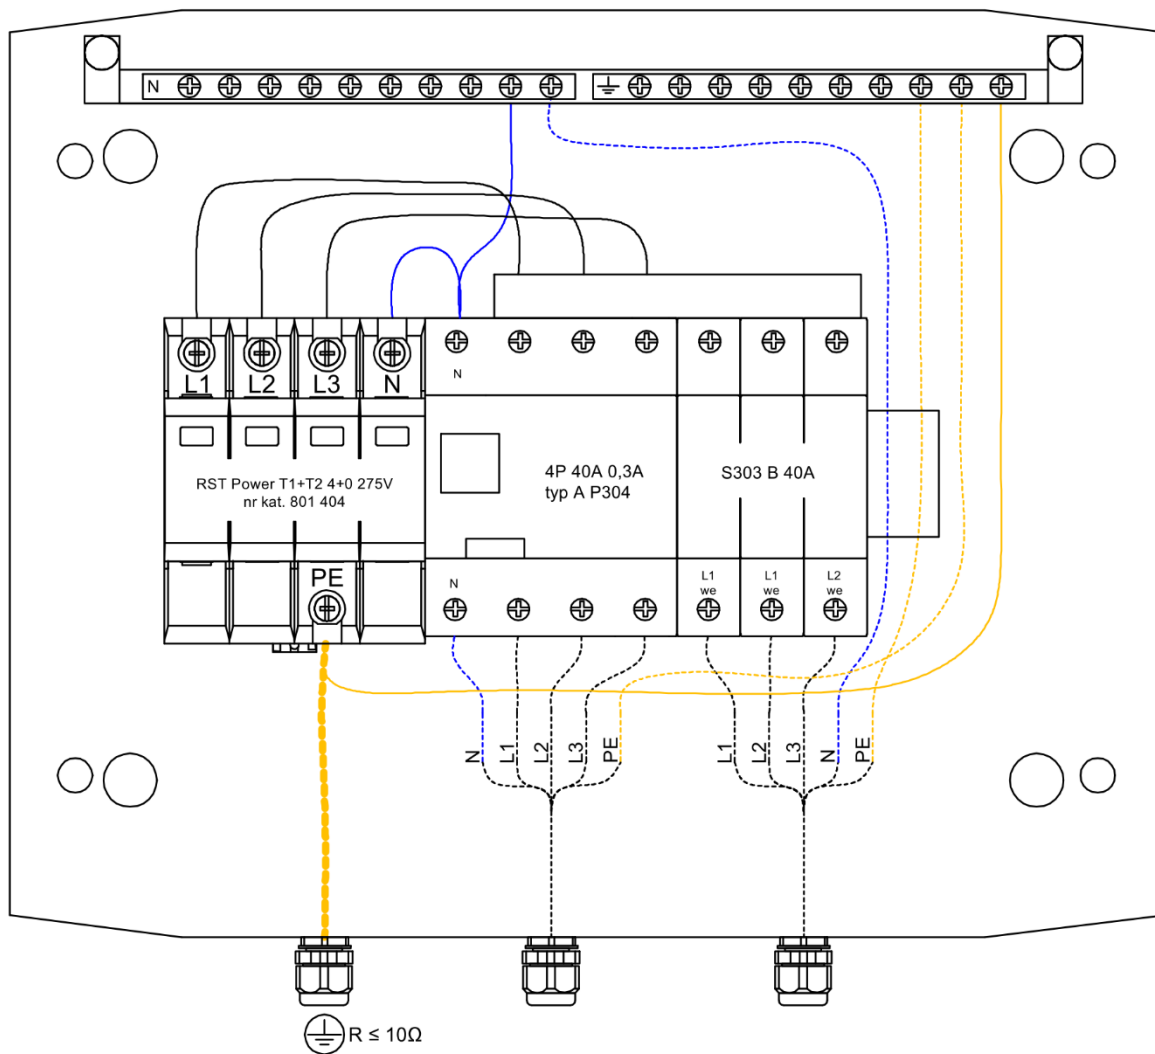 N
L1 L2 L3 N
N
RST Power T1+T2 4+0 275V
nr kat. 801 404
4P 40A 0,3A
typ A P304
S303 B 40A
PE
N
L1
we
L1
we
L2
we
N L1 L2 L3 PE
L1 L2 L3 N PE
R ≤ 10Ω